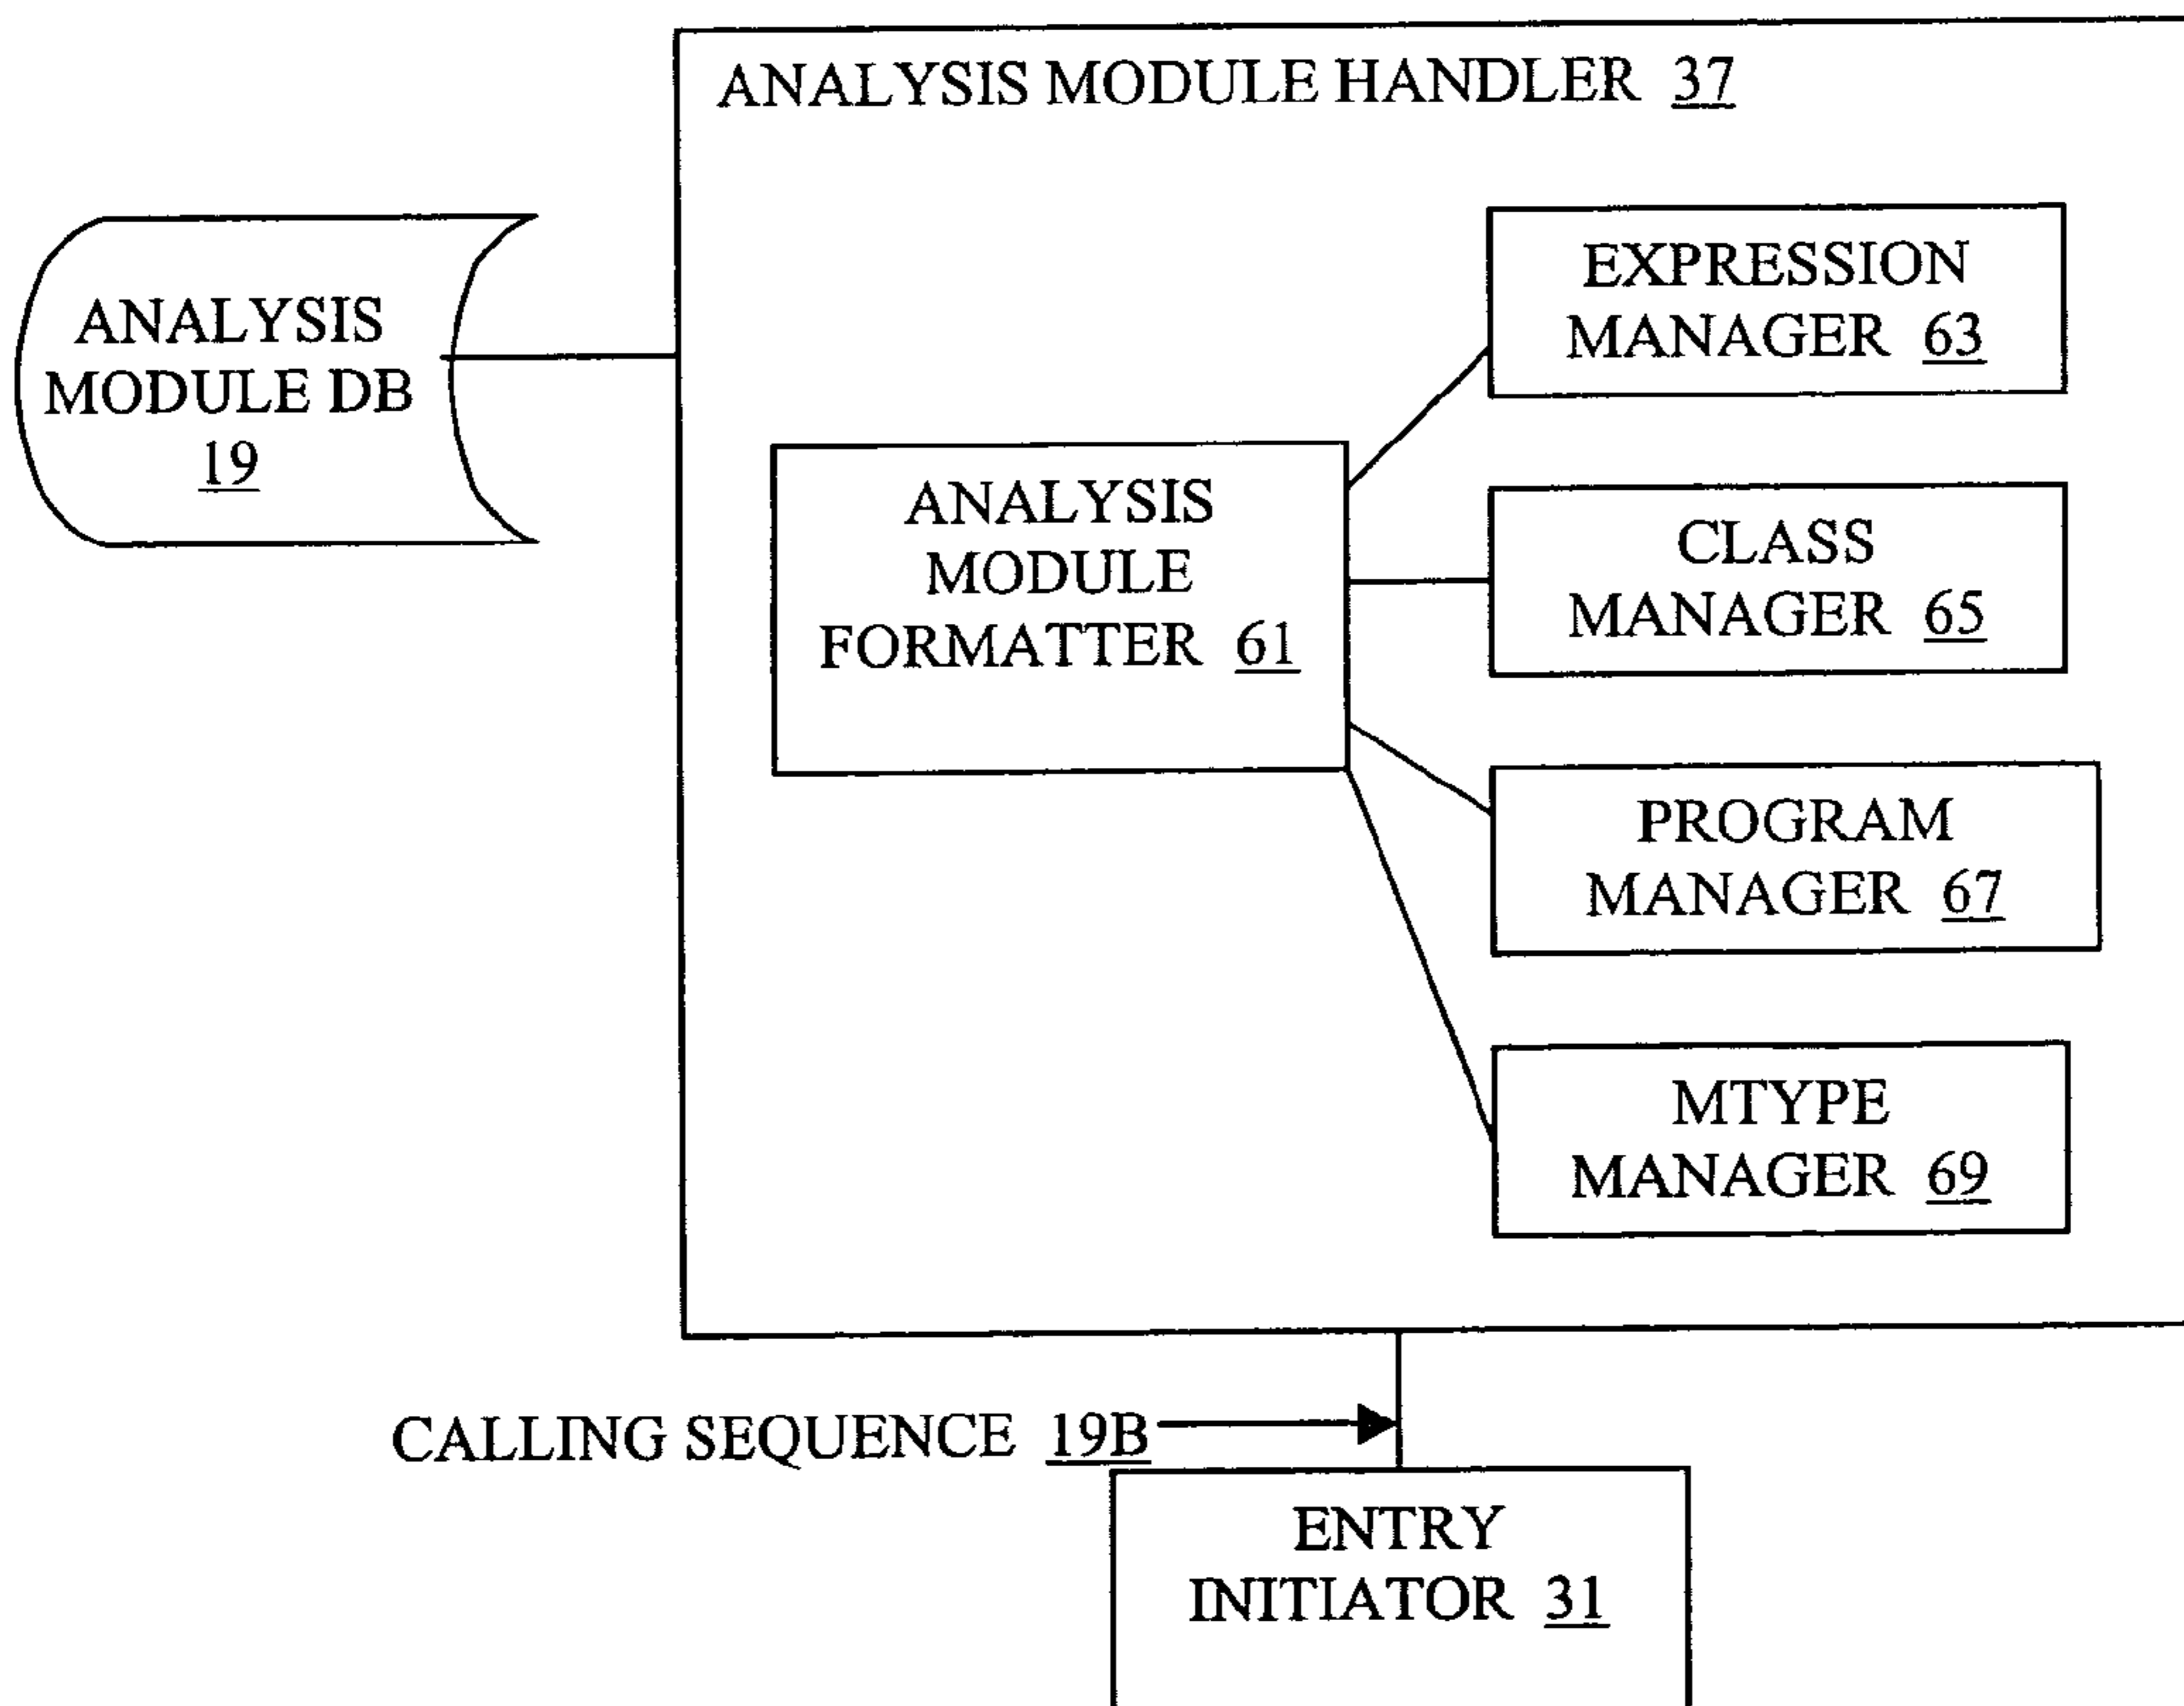 ANALYSIS MODULE HANDLER 37
ANALYSIS
MODULE DB
19
EXPRESSION
MANAGER 63
ANALYSIS
MODULE
FORMATTER 61
CLASS
MANAGER 65
PROGRAM
MANAGER 67
MTYPE
MANAGER 69
CALLING SEQUENCE 19B
ENTRY
INITIATOR 31